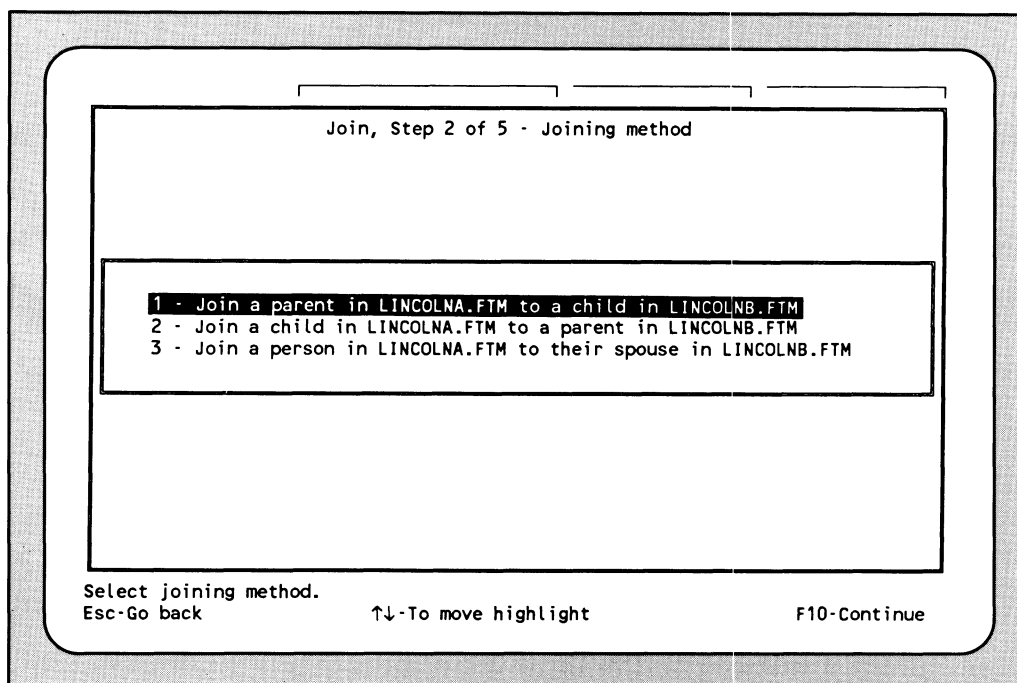 Join, Step 2 of 5 - Joining method
1 - Join a parent in LINCOLNA.FTM to a child in LINCOLNB.FTM
2 - Join a child in LINCOLNA.FTM to a parent in LINCOLNB.FTM
3 - Join a person in LINCOLNA.FTM to their spouse in LINCOLNB.FTM
Select joining method.
Esc-Go back ↑↓-To move highlight F10-Continue